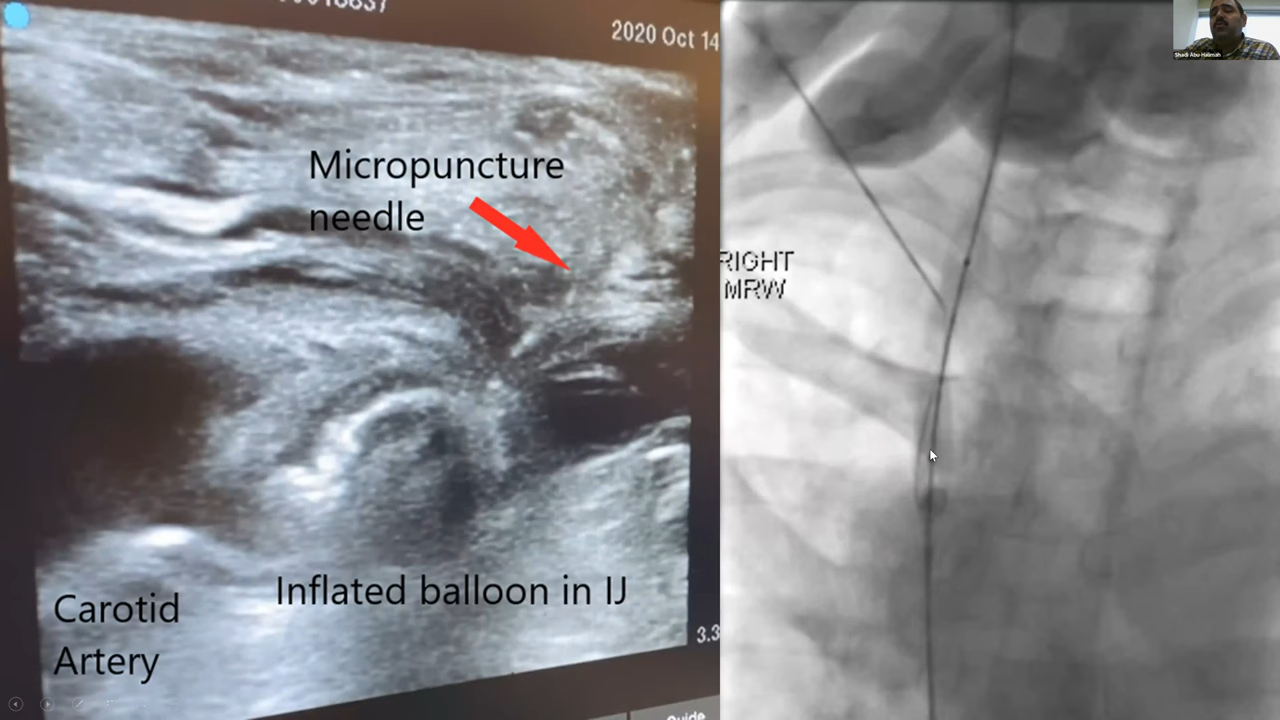 2020 Oct 14
Micropuncture
needle
Inflated balloon in IJ
Carotid
Artery
3.3
RIGHT
MRW
Shadi Abu Halimah